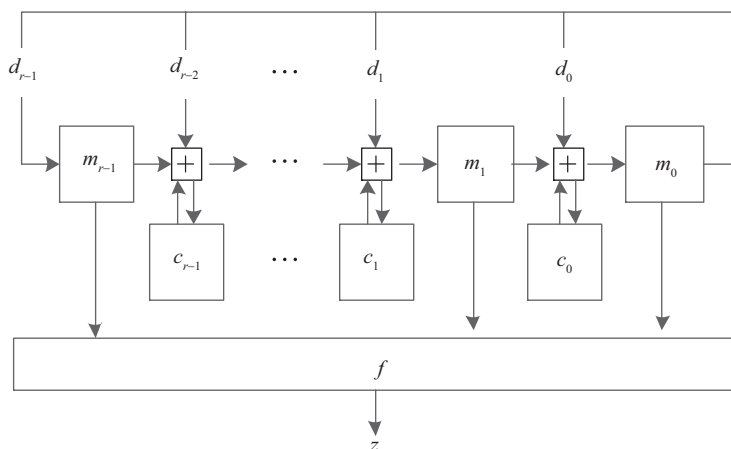 d_{r−1} d_{r−2} ⋯ d_1 d_0
m_{r−1} + ⋯ + m_1 + m_0
c_{r−1} ⋯ c_1 c_0
f
z